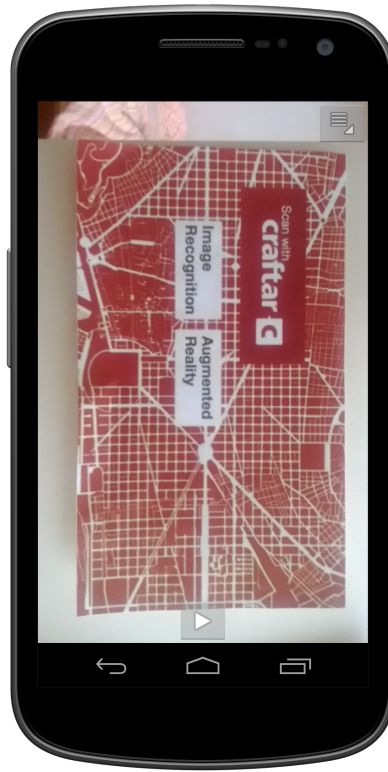 Scan with
craftar
Image
Recognition
Augmented
Reality